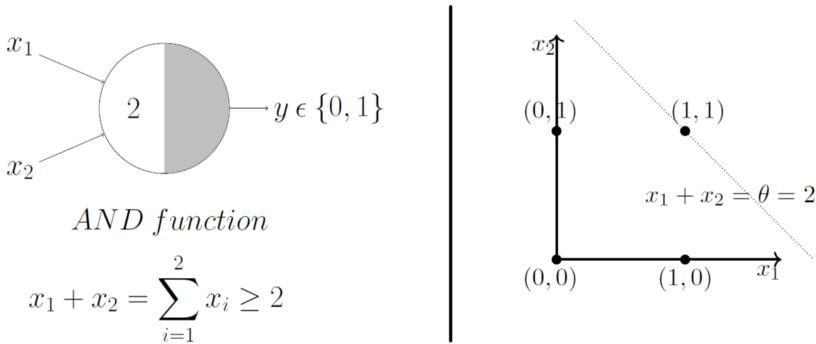 x₁
2
y ϵ {0, 1}
x₂
AND function
x₁ + x₂ = ∑²ᵢ₌₁ xᵢ ≥ 2
x₂
(0, 1)
(1, 1)
x₁ + x₂ = θ = 2
(0, 0)
(1, 0)
x₁